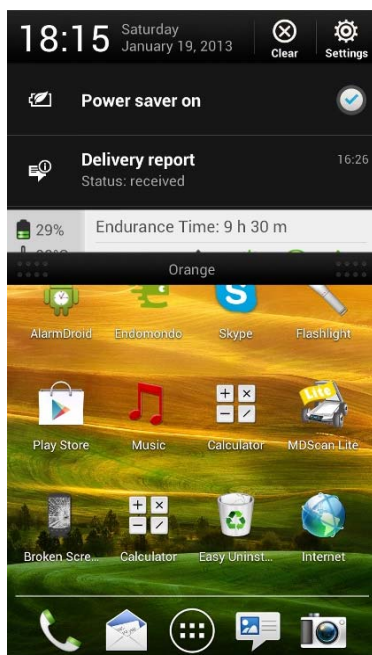 18:15
Saturday
January 19, 2013
Clear
Settings
Power saver on
Delivery report
16:26
Status: received
29%
Endurance Time: 9 h 30 m
Orange
AlarmDroid
Endomondo
Skype
Flashlight
Lite
Play Store
Music
Calculator
MDScan Lite
Broken Scre...
Calculator
Easy Uninst...
Internet